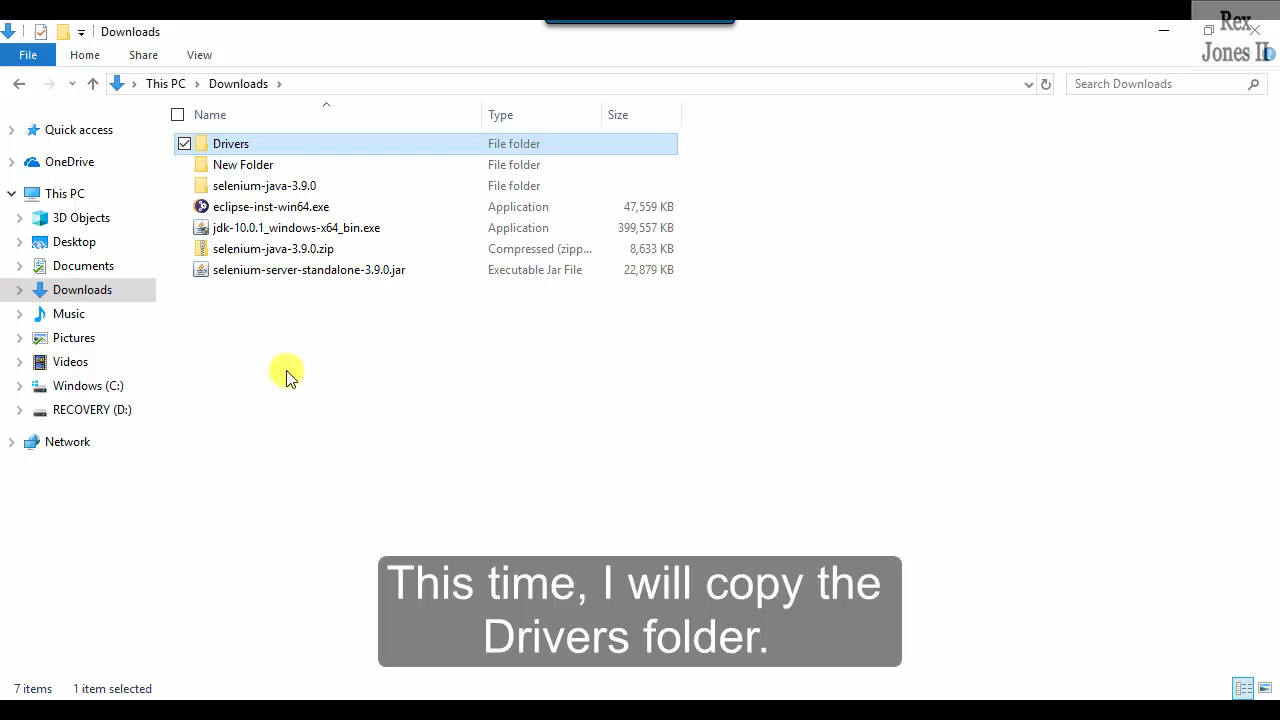 Downloads
Rex
Jones II
File Home Share View
This PC Downloads Search Downloads
Name Type Size
Quick access
OneDrive
This PC
3D Objects
Desktop
Documents
Downloads
Music
Pictures
Videos
Windows (C:)
RECOVERY (D:)
Network
Drivers File folder
New Folder File folder
selenium-java-3.9.0 File folder
eclipse-inst-win64.exe Application 47,559 KB
jdk-10.0.1_windows-x64_bin.exe Application 399,557 KB
selenium-java-3.9.0.zip Compressed (zipp... 8,633 KB
selenium-server-standalone-3.9.0.jar Executable Jar File 22,879 KB
This time, I will copy the
Drivers folder.
7 items 1 item selected